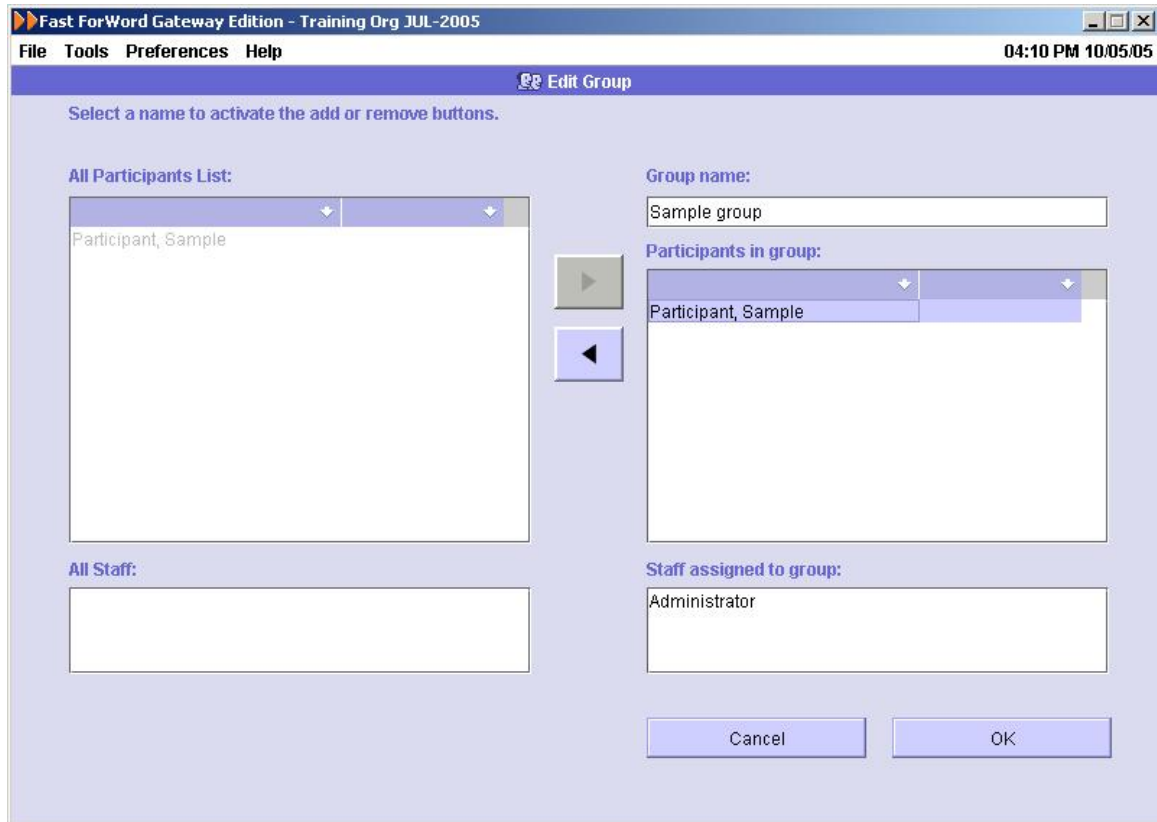 Fast ForWord Gateway Edition - Training Org JUL-2005
File Tools Preferences Help 04:10 PM 10/05/05
Edit Group
Select a name to activate the add or remove buttons.
All Participants List:
Participant, Sample
Group name:
Sample group
Participants in group:
Participant, Sample
All Staff:
Staff assigned to group:
Administrator
Cancel OK